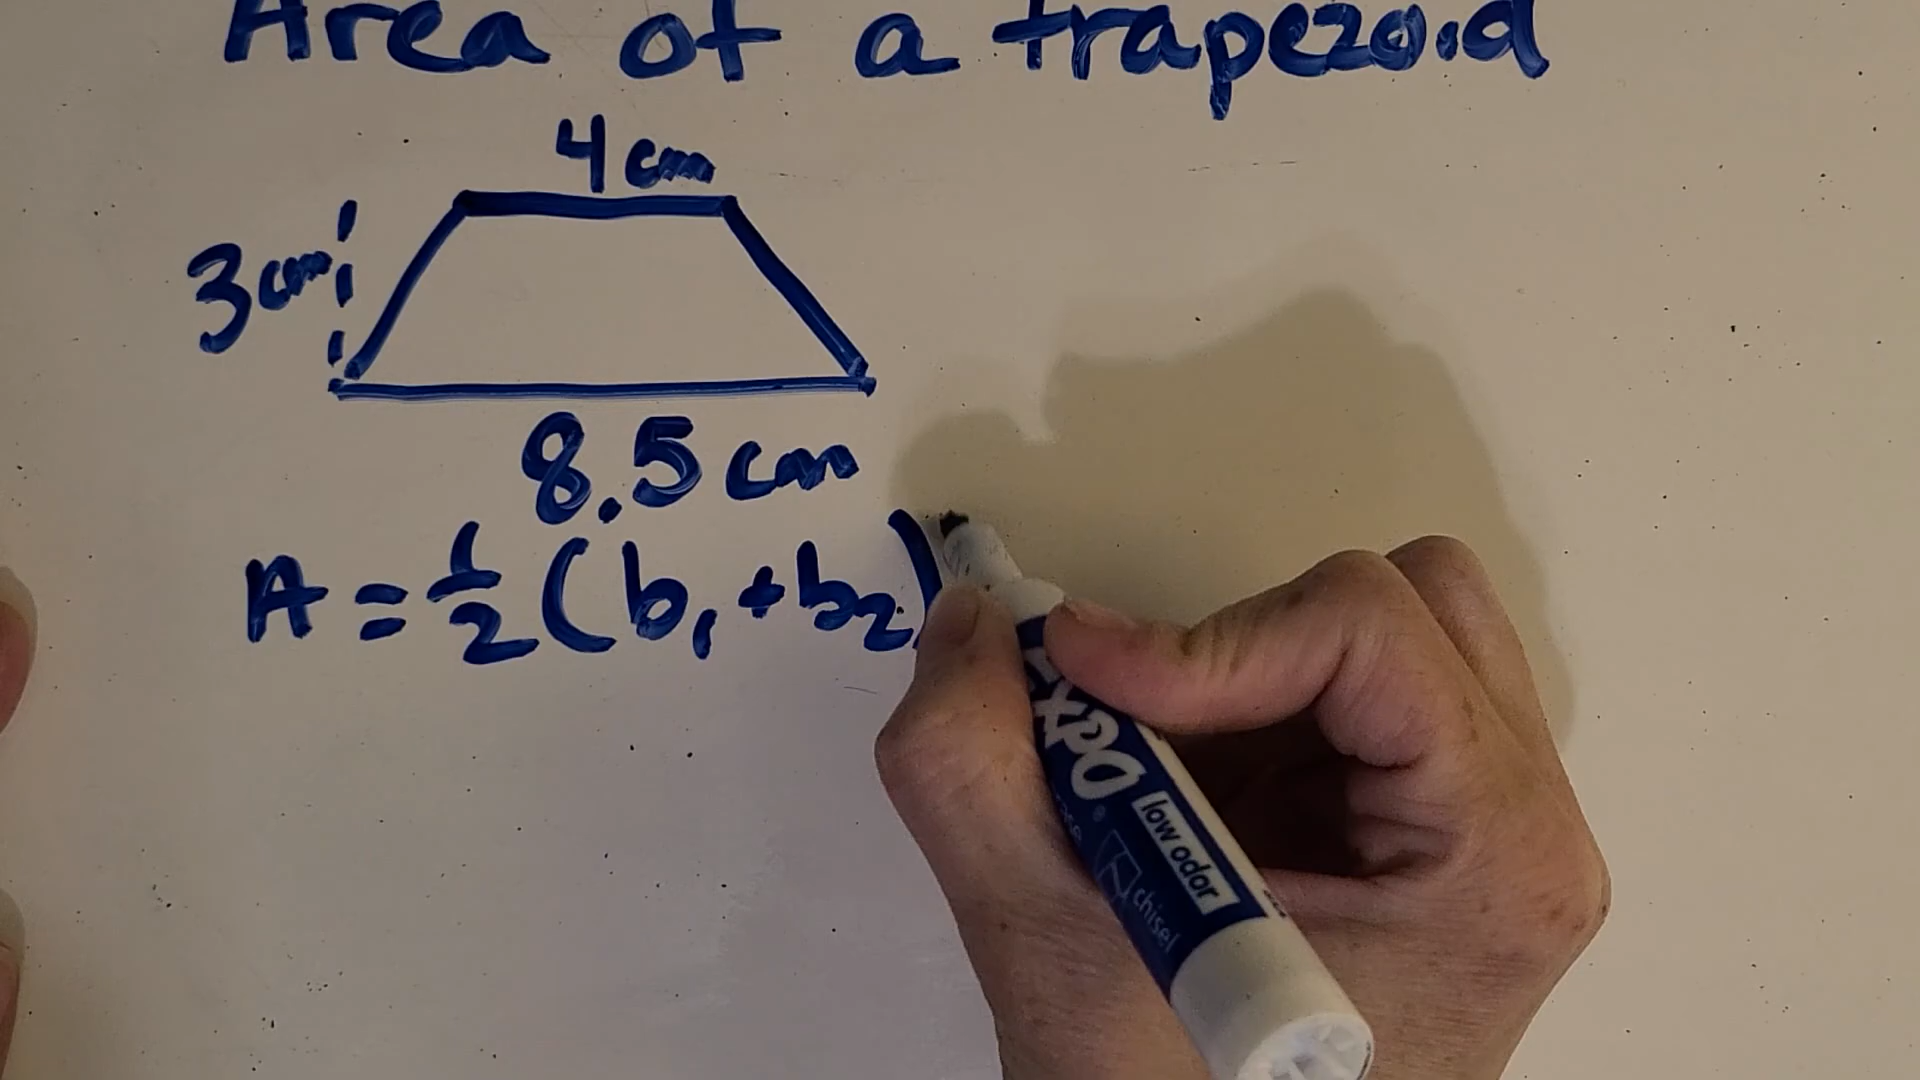 Area of a trapezoid
4 cm
3 cm
8.5 cm
A = 1/2 (b₁ + b₂)
Expo
low odor
chisel